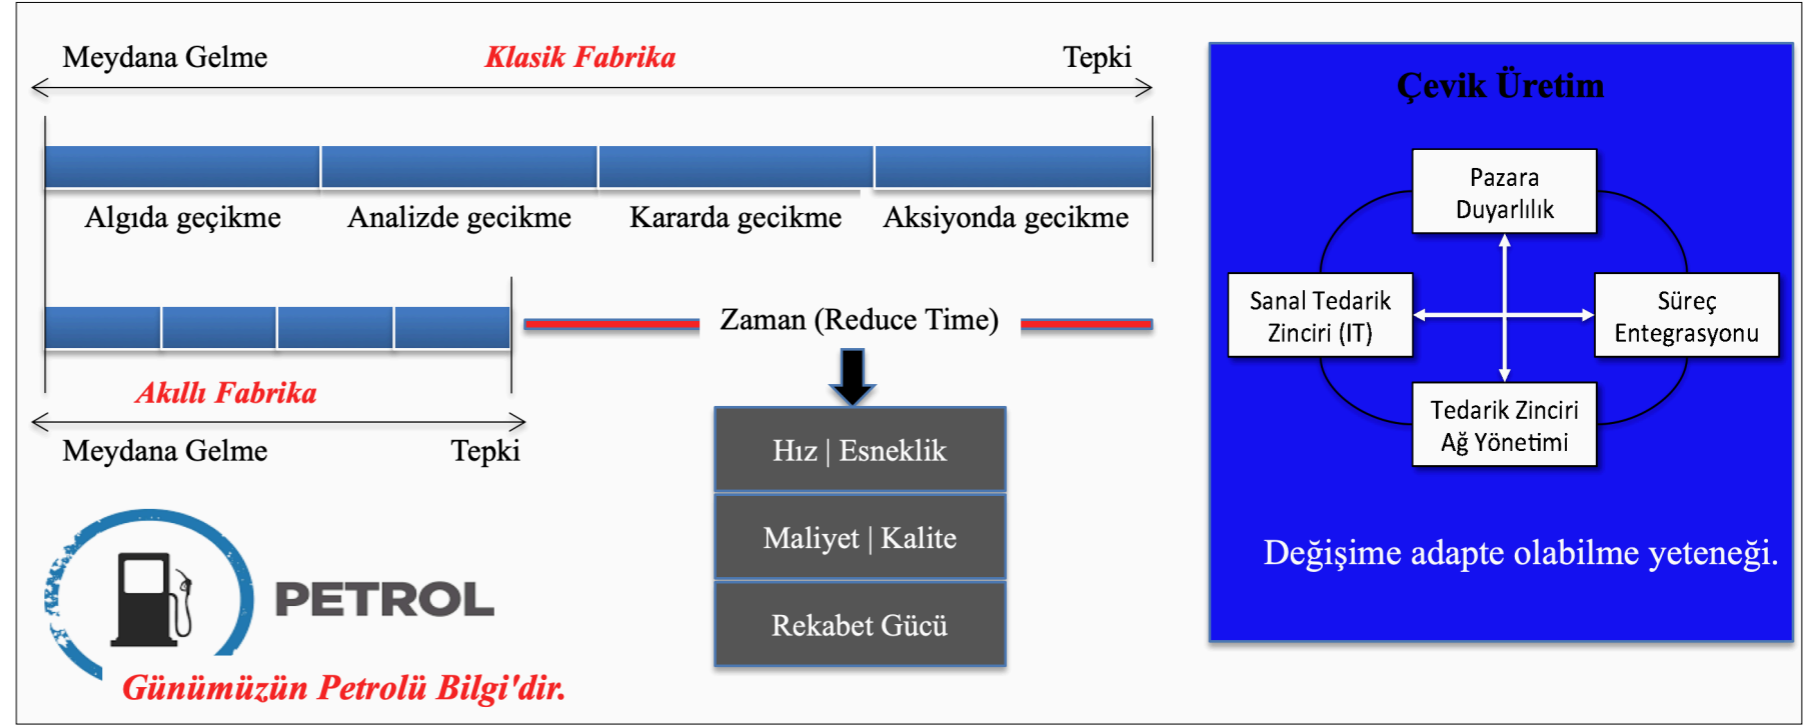 Meydana Gelme
Klasik Fabrika
Tepki
Algıda geçikme
Analizde gecikme
Kararda gecikme
Aksiyonda gecikme
Zaman (Reduce Time)
Akıllı Fabrika
Meydana Gelme
Tepki
Hız | Esneklik
Maliyet | Kalite
Rekabet Gücü
PETROL
Günümüzün Petrolü Bilgi'dir.
Çevik Üretim
Pazara
Duyarlılık
Sanal Tedarik
Zinciri (IT)
Süreç
Entegrasyonu
Tedarik Zinciri
Ağ Yönetimi
Değişime adapte olabilme yeteneği.